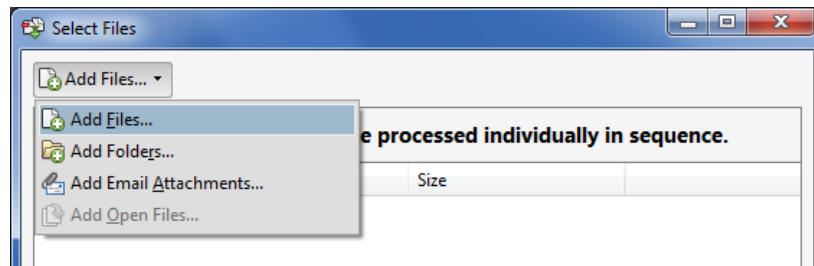 Select Files
Add Files...
Add Files...
e processed individually in sequence.
Add Folders...
Size
Add Email Attachments...
Add Open Files...